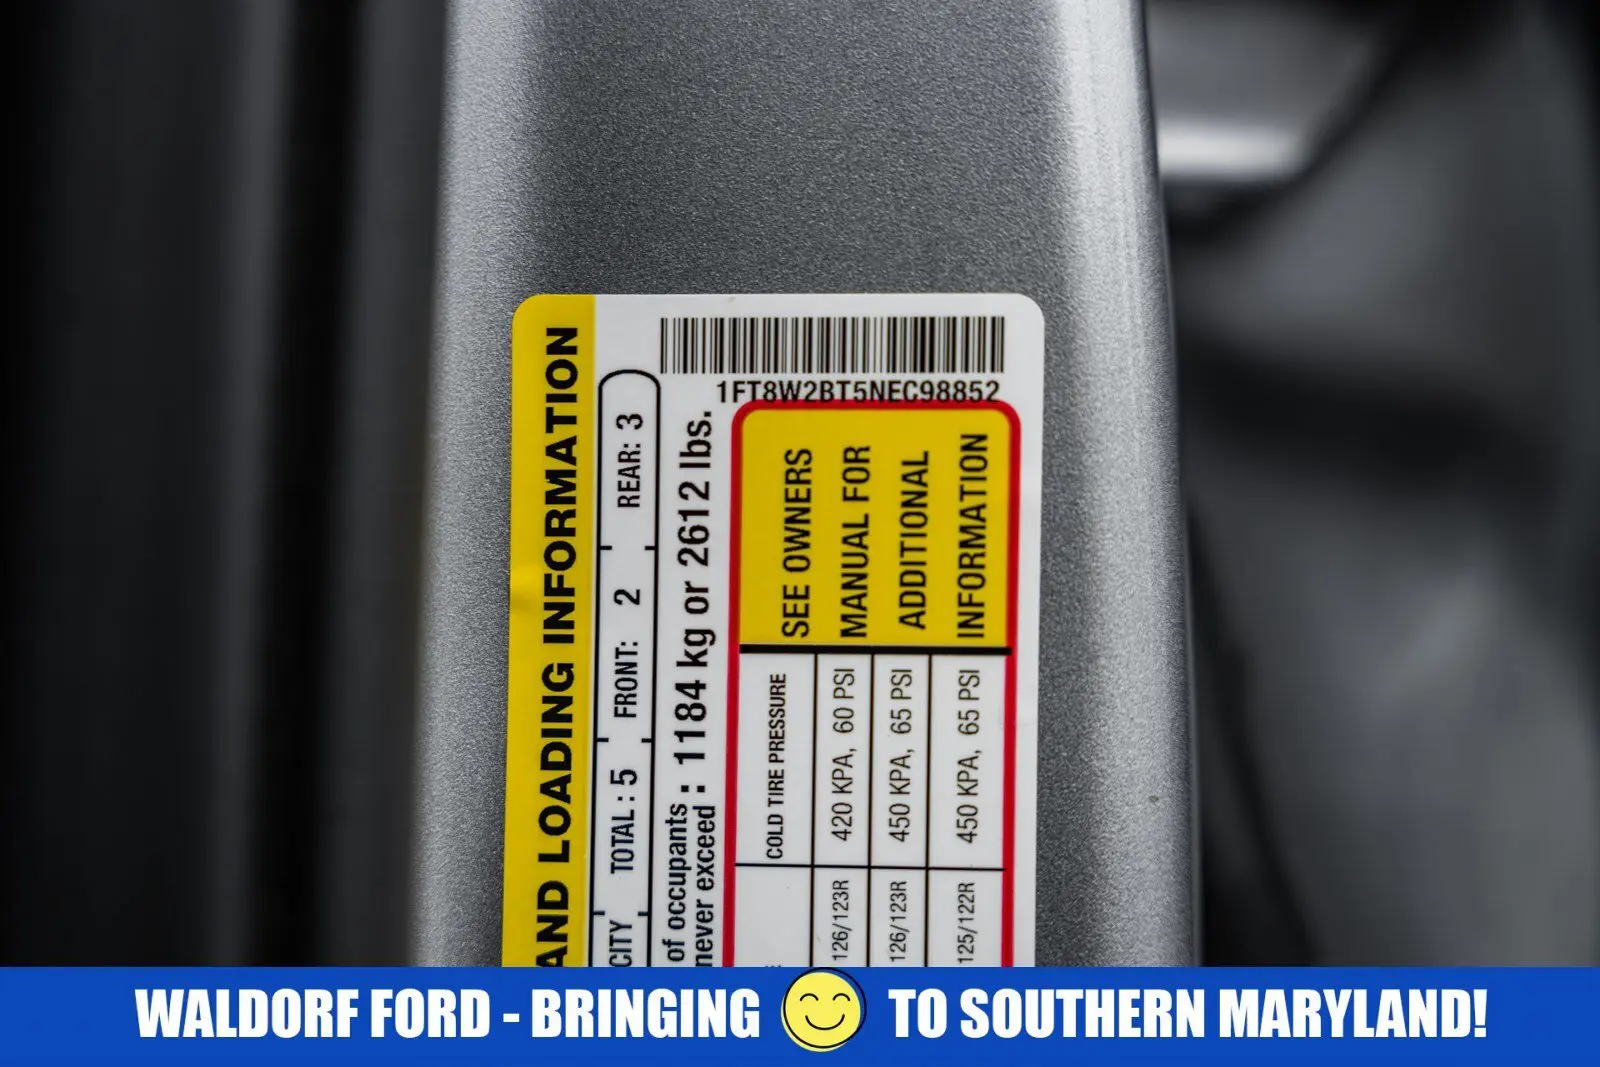 1FT8W2BT5NEC98852
AND LOADING INFORMATION
CITY TOTAL : 5 FRONT: 2 REAR: 3
of occupants
never exceed : 1184 kg or 2612 lbs.
COLD TIRE PRESSURE
126/123R 420 KPA, 60 PSI
126/123R 450 KPA, 65 PSI
125/122R 450 KPA, 65 PSI
SEE OWNERS
MANUAL FOR
ADDITIONAL
INFORMATION
WALDORF FORD - BRINGING TO SOUTHERN MARYLAND!